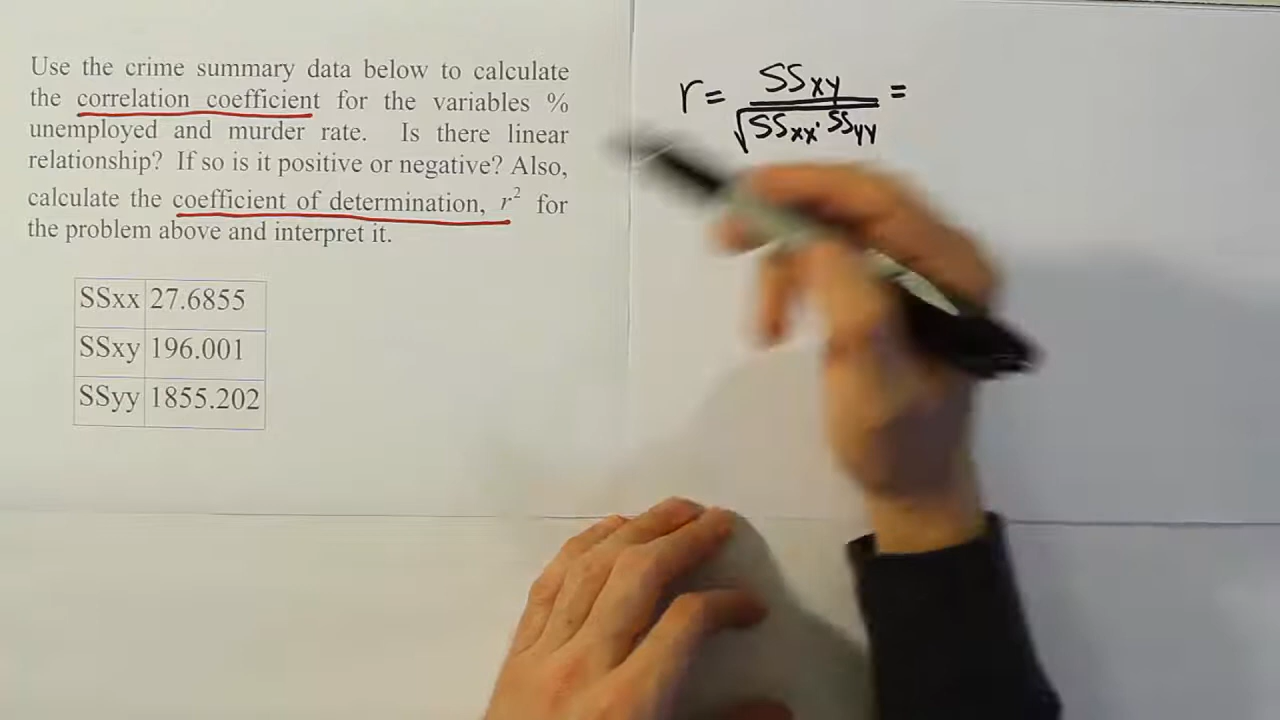 Use the crime summary data below to calculate
the correlation coefficient for the variables %
unemployed and murder rate. Is there linear
relationship? If so is it positive or negative? Also,
calculate the coefficient of determination, r² for
the problem above and interpret it.
SSxx 27.6855
SSxy 196.001
SSyy 1855.202
r = SSxy / √SSxx · SSyy =